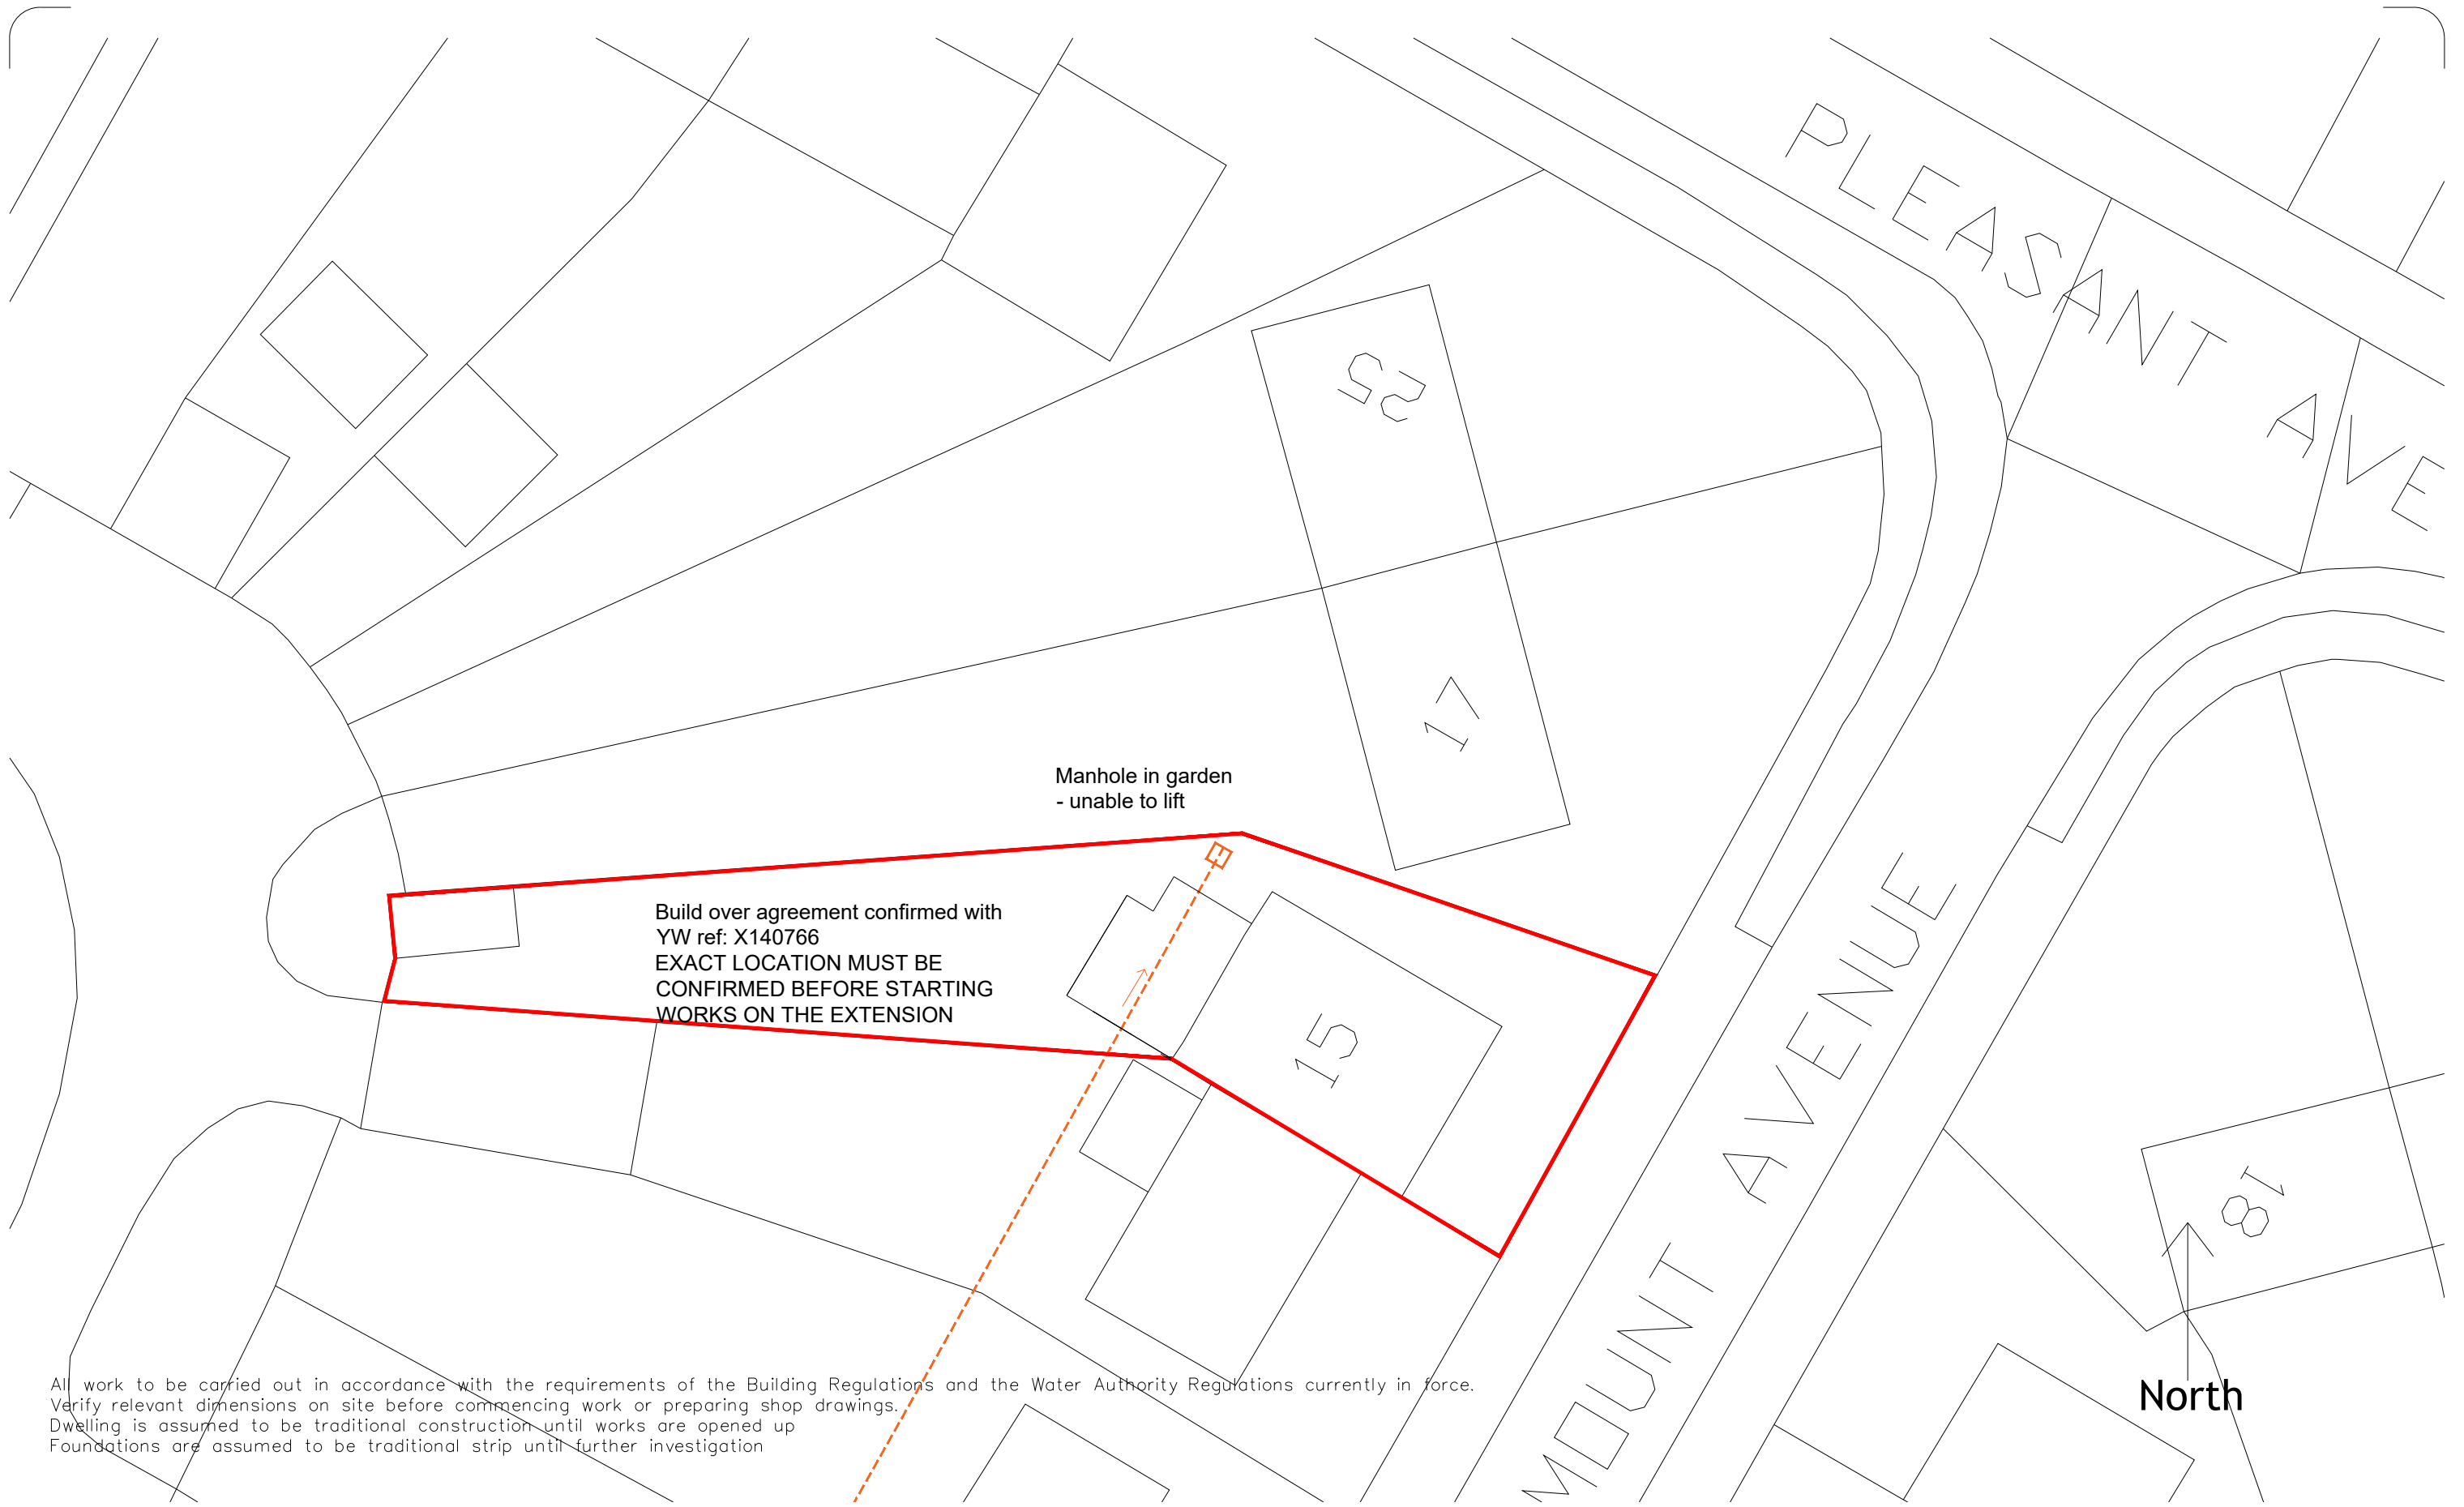 PLEASANT AVE
52
17
Manhole in garden
- unable to lift
Build over agreement confirmed with
YW ref: X140766
EXACT LOCATION MUST BE
CONFIRMED BEFORE STARTING
WORKS ON THE EXTENSION
15
MOUNT AVENUE
18
North
All work to be carried out in accordance with the requirements of the Building Regulations and the Water Authority Regulations currently in force.
Verify relevant dimensions on site before commencing work or preparing shop drawings.
Dwelling is assumed to be traditional construction until works are opened up
Foundations are assumed to be traditional strip until further investigation